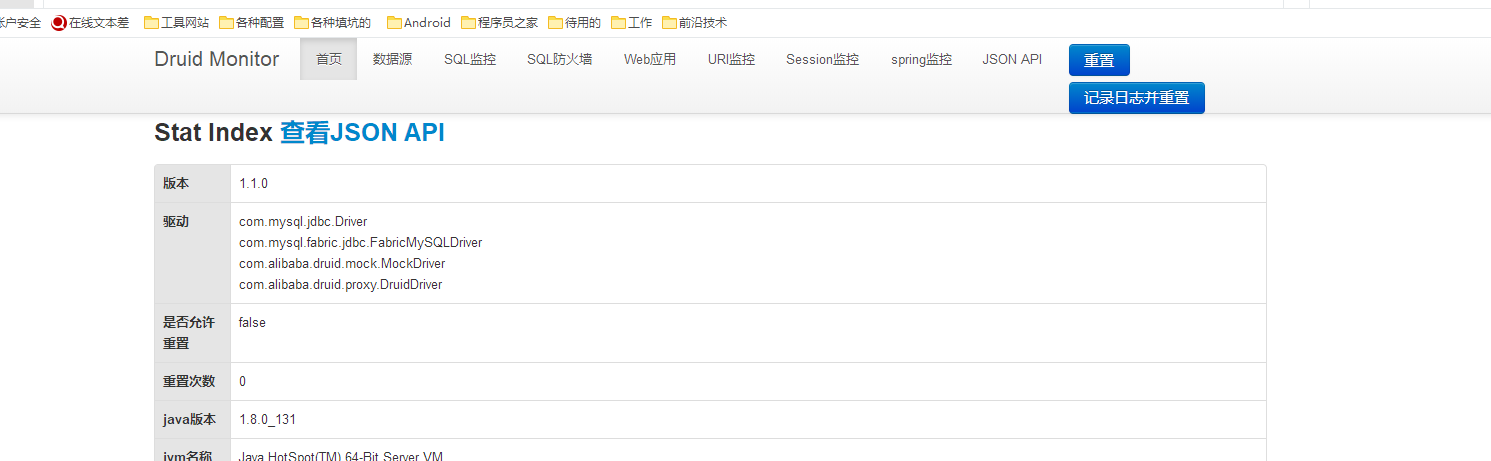 账户安全 在线文本差 工具网站 各种配置 各种填坑的 Android 程序员之家 待用的 工作 前沿技术
Druid Monitor 首页 数据源 SQL监控 SQL防火墙 Web应用 URI监控 Session监控 spring监控 JSON API 重置
记录日志并重置
Stat Index 查看JSON API
版本 1.1.0
驱动 com.mysql.jdbc.Driver
com.mysql.fabric.jdbc.FabricMySQLDriver
com.alibaba.druid.mock.MockDriver
com.alibaba.druid.proxy.DruidDriver
是否允许 false
重置
重置次数 0
java版本 1.8.0_131
jvm名称 Java HotSpot(TM) 64-Bit Server VM